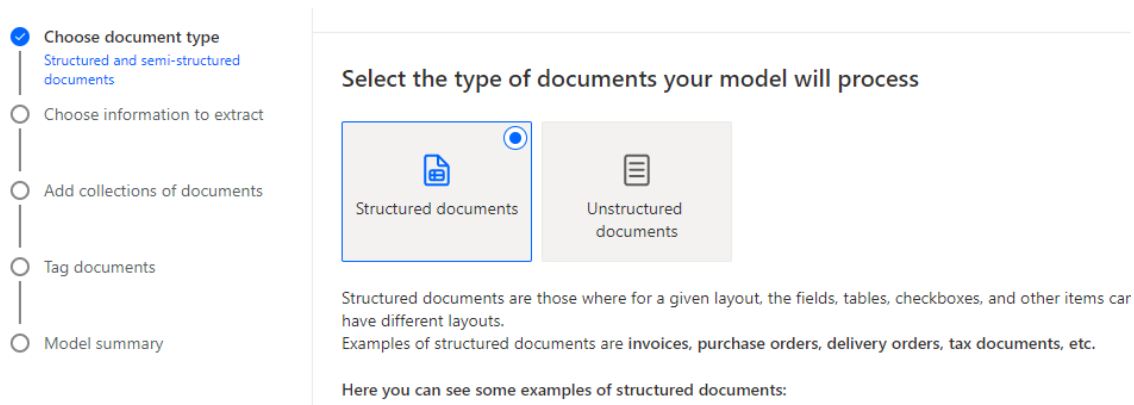 Choose document type
Structured and semi-structured
documents
Choose information to extract
Add collections of documents
Tag documents
Model summary
Select the type of documents your model will process
Structured documents
Unstructured
documents
Structured documents are those where for a given layout, the fields, tables, checkboxes, and other items can
have different layouts.
Examples of structured documents are invoices, purchase orders, delivery orders, tax documents, etc.
Here you can see some examples of structured documents: